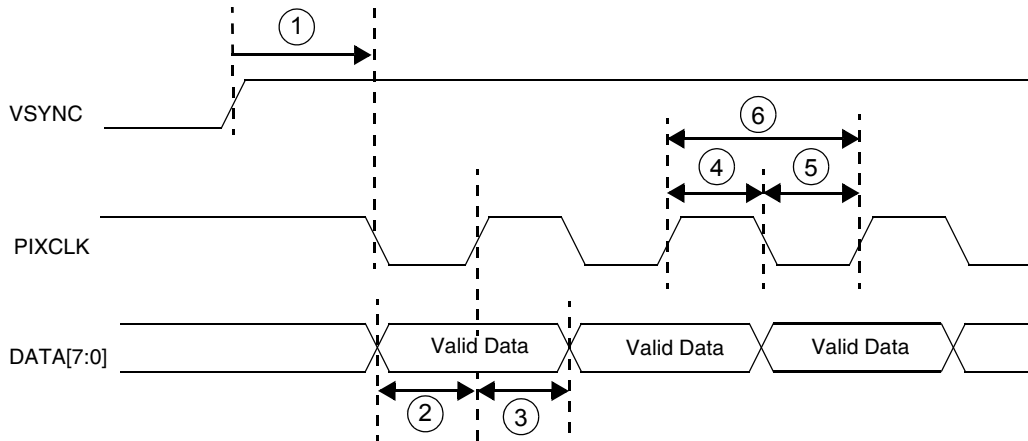 1
VSYNC
6
4 5
PIXCLK
DATA[7:0] Valid Data Valid Data Valid Data
2 3